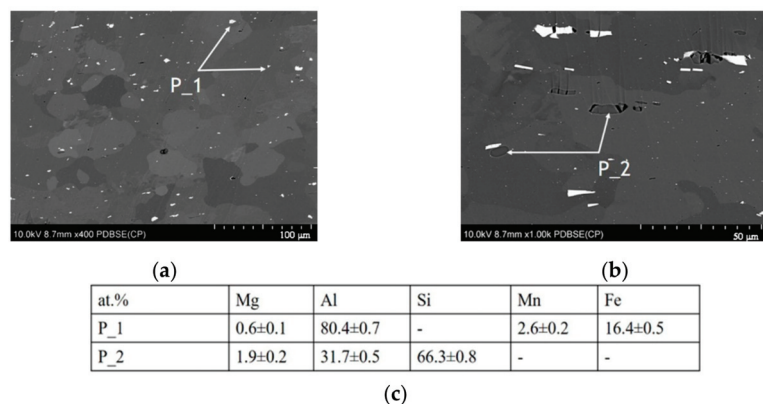 P_1
P_2
10.0kV 8.7mm x400 PDBSE(CP) 100 µm
10.0kV 8.7mm x1.00k PDBSE(CP) 50 µm
(a) (b)
at.% Mg Al Si Mn Fe
P_1 0.6±0.1 80.4±0.7 - 2.6±0.2 16.4±0.5
P_2 1.9±0.2 31.7±0.5 66.3±0.8 - -
(c)